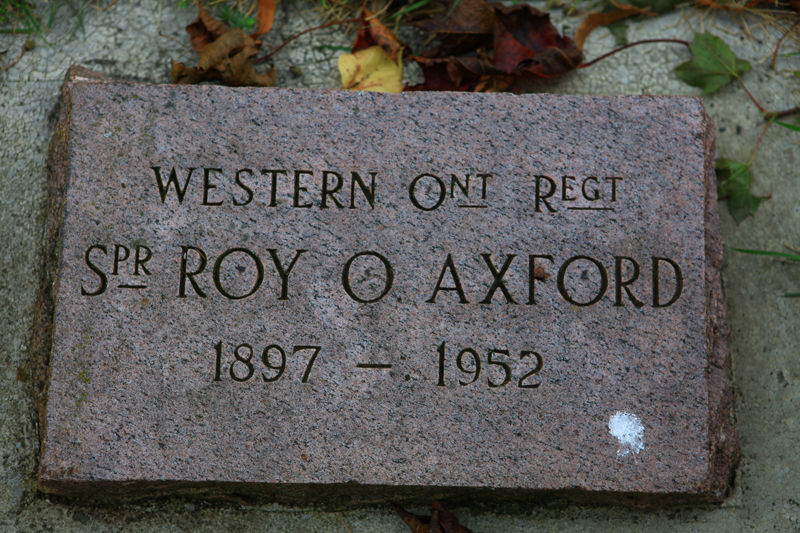 WESTERN ONT REGT
SPR ROY O. AXFORD
1897 — 1952